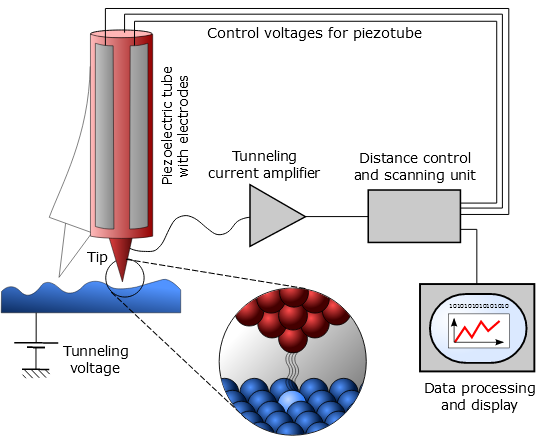 Control voltages for piezotube
Piezoelectric tube
with electrodes
Tunneling
current amplifier
Distance control
and scanning unit
Tip
Tunneling
voltage
1010101010101010
Data processing
and display